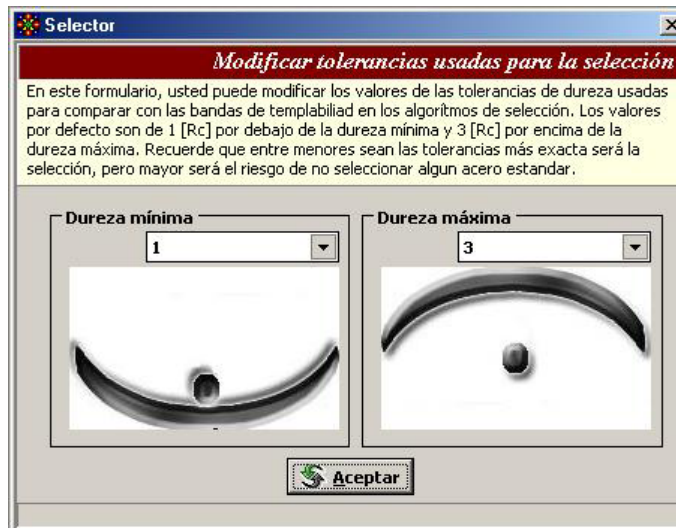 Selector
Modificar tolerancias usadas para la selección
En este formulario, usted puede modificar los valores de las tolerancias de dureza usadas
para comparar con las bandas de templabiliad en los algorítmos de selección. Los valores
por defecto son de 1 [Rc] por debajo de la dureza mínima y 3 [Rc] por encima de la
dureza máxima. Recuerde que entre menores sean las tolerancias más exacta será la
selección, pero mayor será el riesgo de no seleccionar algun acero estandar.
Dureza mínima
1
Dureza máxima
3
Aceptar